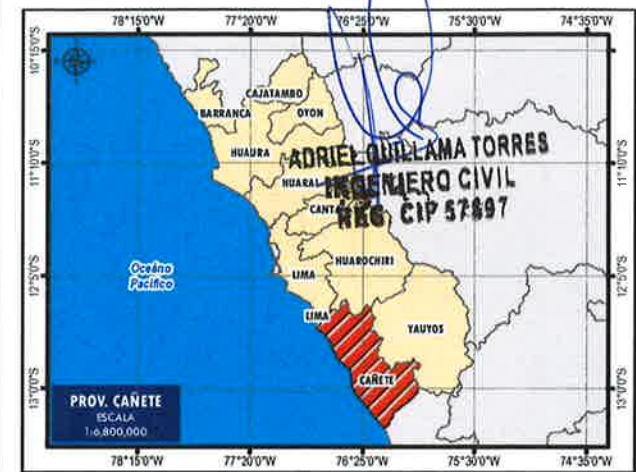 78°15'0"W 77°20'0"W 76°25'0"W 75°30'0"W 74°35'0"W
10°15'0"S
11°10'0"S
12°5'0"S
13°0'0"S
CAJATAMBO
BARRANCA
OYON
HUAURA
HUARAL
CANTA
HUAROCHIRI
LIMA
LIMA
YAUYOS
CAÑETE
Oceáno
Pacífico
ADRIEL QUILLAMA TORRES
INGENIERO CIVIL
REG. CIP 57897
PROV. CAÑETE
ESCALA
1:6,800,000
78°15'0"W 77°20'0"W 76°25'0"W 75°30'0"W 74°35'0"W